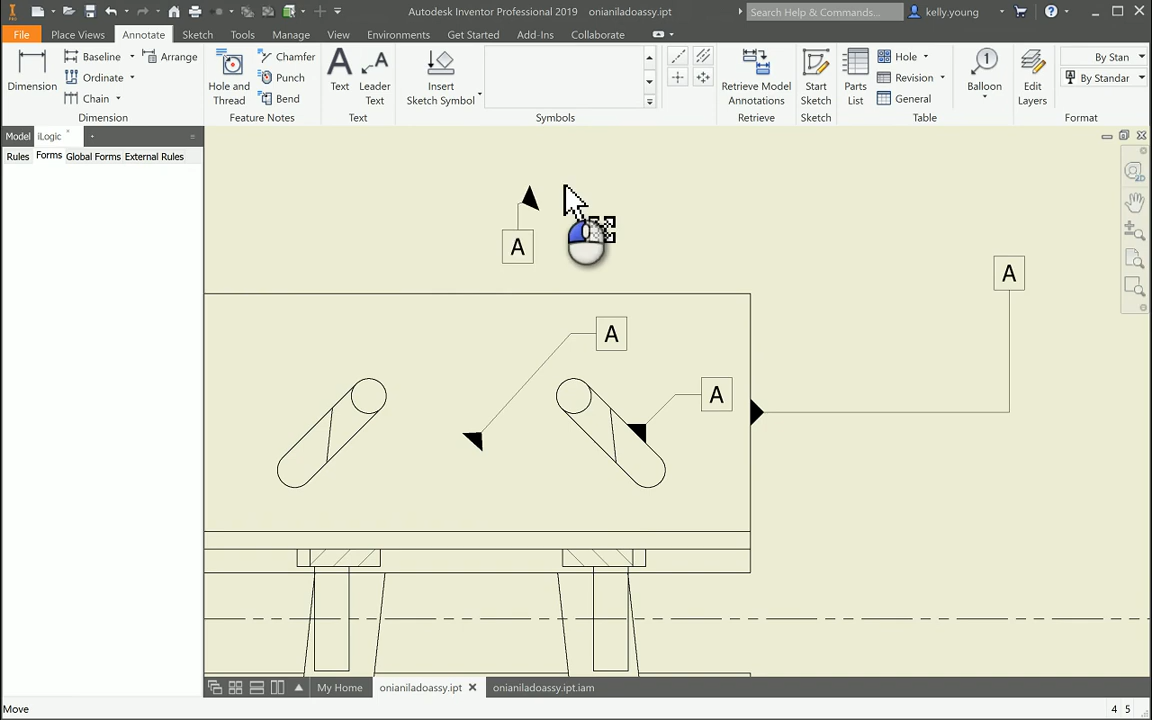 Autodesk Inventor Professional 2019 onianiladoassy.ipt
Search Help & Commands...
kelly.young
File Place Views Annotate Sketch Tools Manage View Environments Get Started Add-Ins Collaborate
Dimension
Baseline
Ordinate
Chain
Arrange
Dimension
Hole and
Thread
Chamfer
Punch
Bend
Feature Notes
Text
Leader
Text
Text
Insert
Sketch Symbol
Symbols
Retrieve Model
Annotations
Retrieve
Start
Sketch
Sketch
Parts
List
Hole
Revision
General
Table
Balloon
Edit
Layers
By Stan
By Standar
Format
Model iLogic
Rules Forms Global Forms External Rules
A
A
A
A
My Home onianiladoassy.ipt onianiladoassy.ipt.iam
Move
4 5